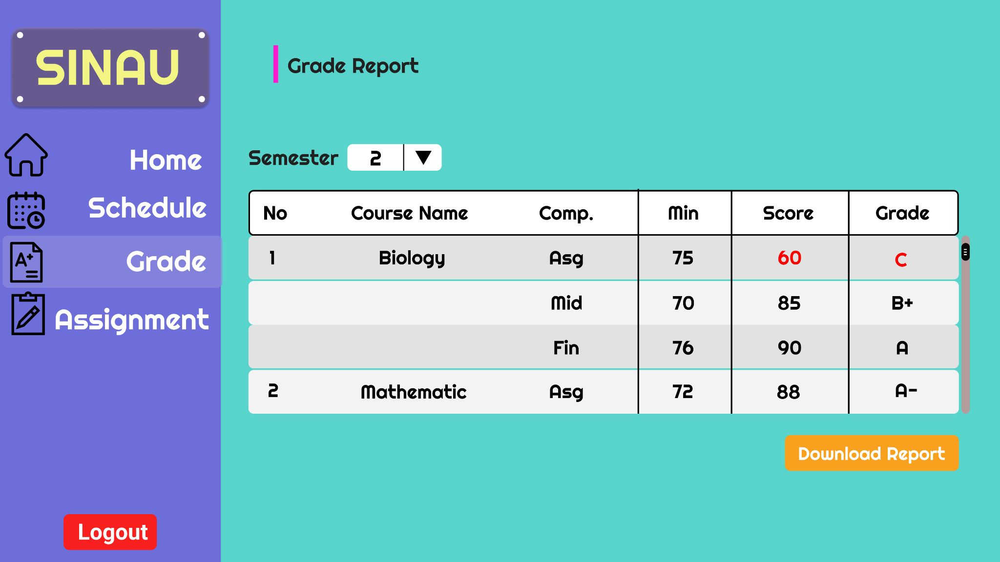 SINAU
Home
Schedule
A+
Grade
Assignment
Logout
Grade Report
Semester 2
No Course Name Comp. Min Score Grade
1 Biology Asg 75 60 C
Mid 70 85 B+
Fin 76 90 A
2 Mathematic Asg 72 88 A-
Download Report